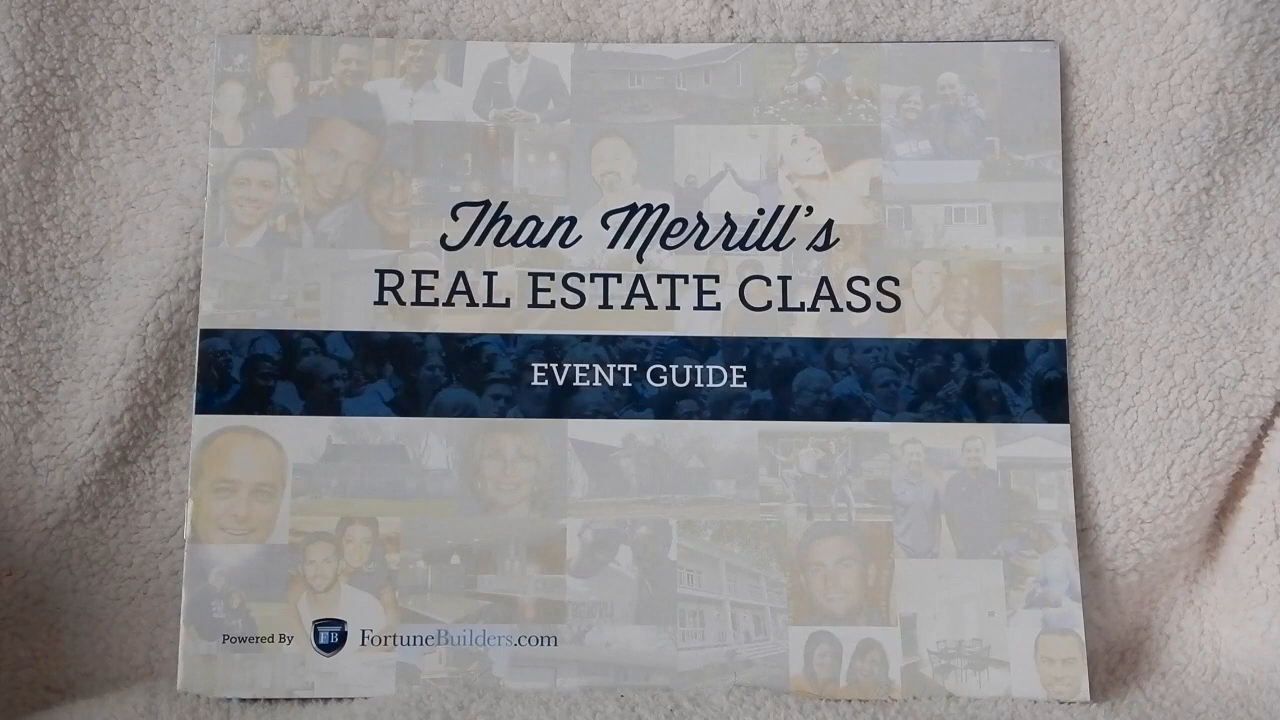 Than Merrill's
REAL ESTATE CLASS
EVENT GUIDE
Powered By FB FortuneBuilders.com